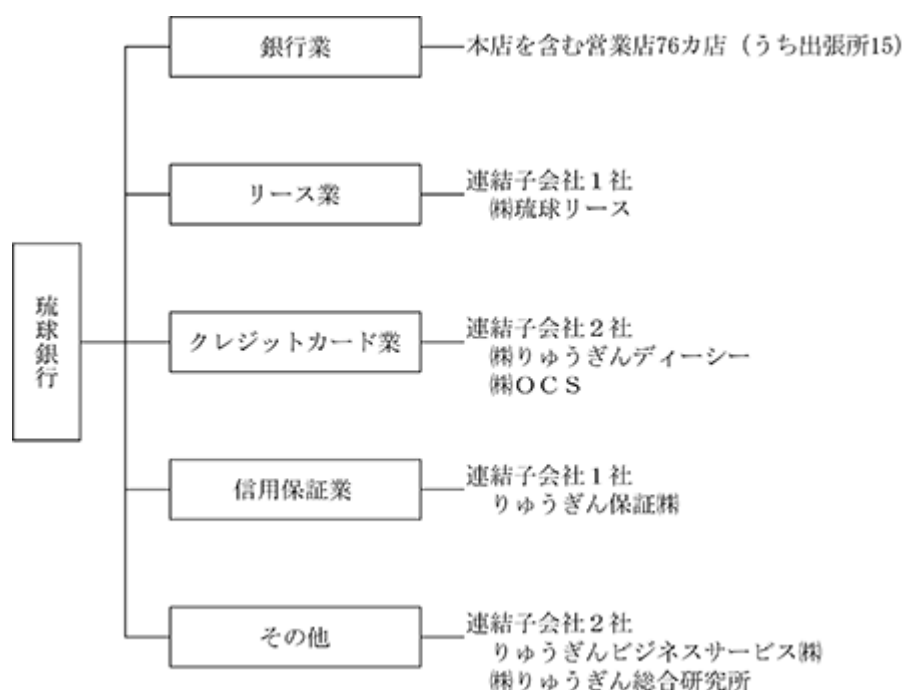 琉球銀行
銀行業
本店を含む営業店76カ店（うち出張所15）
リース業
連結子会社１社
㈱琉球リース
クレジットカード業
連結子会社２社
㈱りゅうぎんディーシー
㈱ＯＣＳ
信用保証業
連結子会社１社
りゅうぎん保証㈱
その他
連結子会社２社
りゅうぎんビジネスサービス㈱
㈱りゅうぎん総合研究所